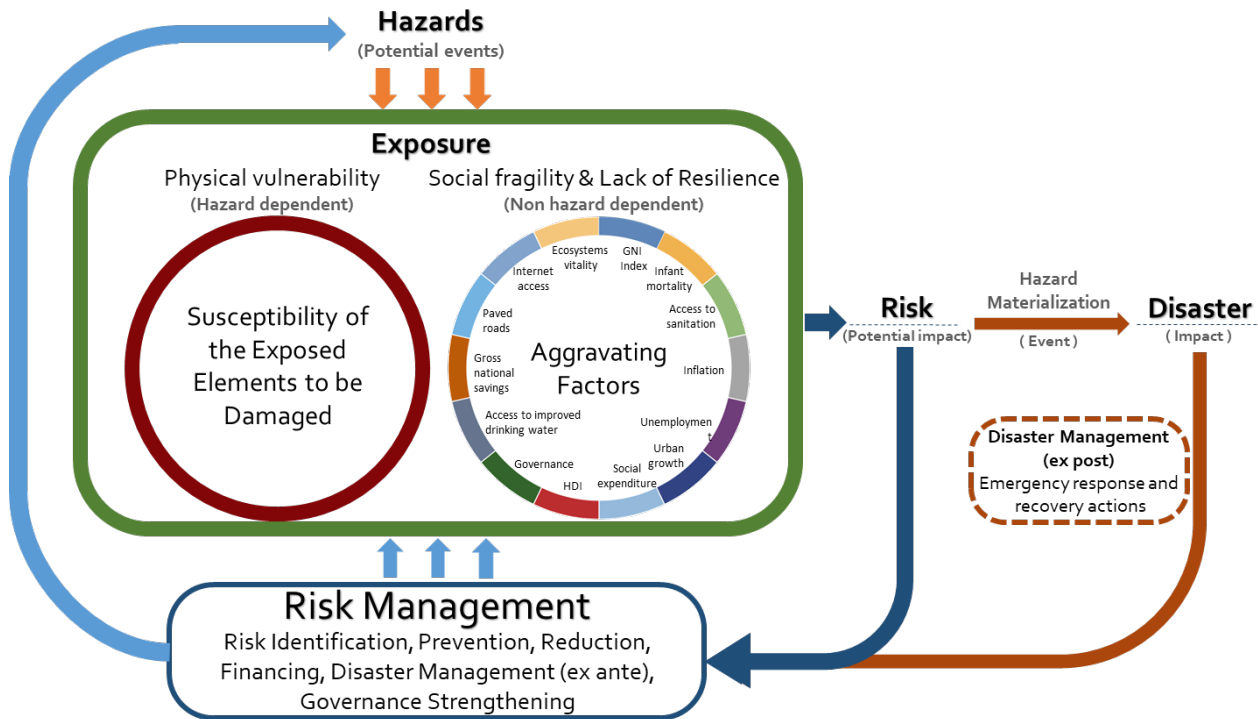 Hazards
(Potential events)
Exposure
Physical vulnerability
(Hazard dependent)
Social fragility & Lack of Resilience
(Non hazard dependent)
Susceptibility of
the Exposed
Elements to be
Damaged
Ecosystems
vitality
GNI
Index
Infant
mortality
Access to
sanitation
Inflation
Unemploymen
t
Urban
growth
Social
expenditure
HDI
Governance
Access to improved
drinking water
Gross
national
savings
Paved
roads
Internet
access
Aggravating
Factors
Risk
(Potential impact)
Hazard
Materialization
( Event )
Disaster
( Impact )
Disaster Management
(ex post)
Emergency response and
recovery actions
Risk Management
Risk Identification, Prevention, Reduction,
Financing, Disaster Management (ex ante),
Governance Strengthening